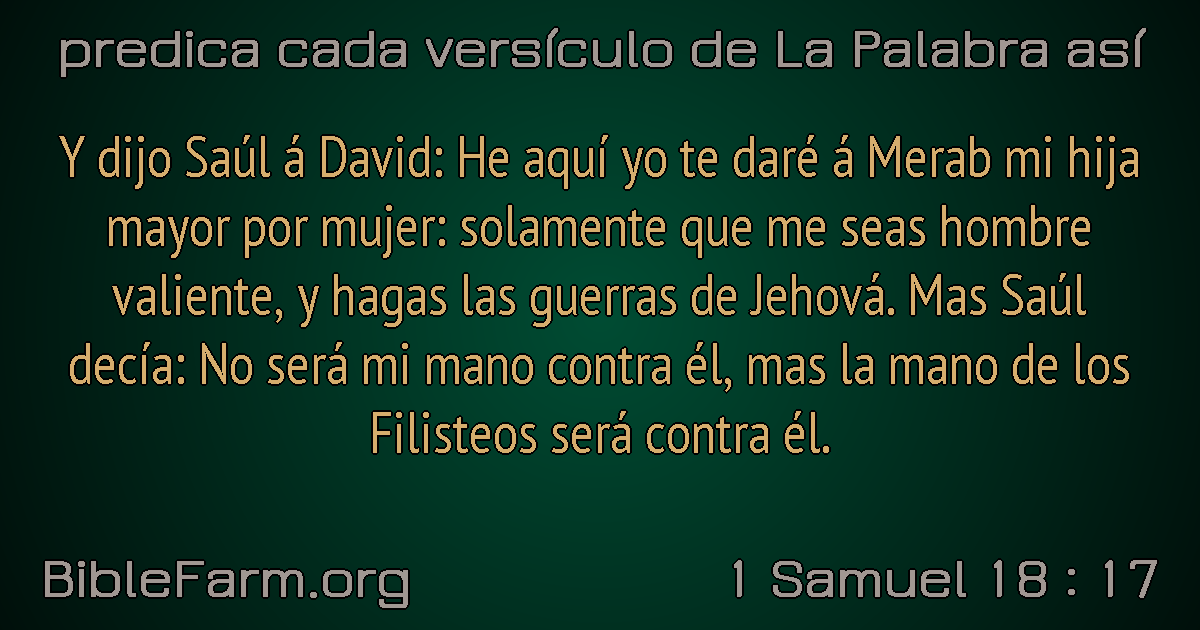 predica cada versículo de La Palabra así
Y dijo Saúl á David: He aquí yo te daré á Merab mi hija
mayor por mujer: solamente que me seas hombre
valiente, y hagas las guerras de Jehová. Mas Saúl
decía: No será mi mano contra él, mas la mano de los
Filisteos será contra él.
BibleFarm.org
1 Samuel 18 : 17